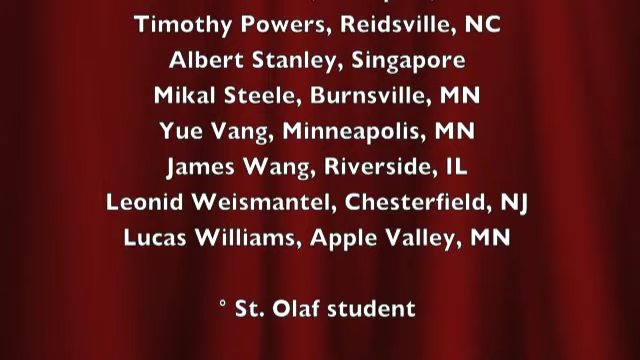 Timothy Powers, Reidsville, NC
Albert Stanley, Singapore
Mikal Steele, Burnsville, MN
Yue Vang, Minneapolis, MN
James Wang, Riverside, IL
Leonid Weismantel, Chesterfield, NJ
Lucas Williams, Apple Valley, MN
° St. Olaf student